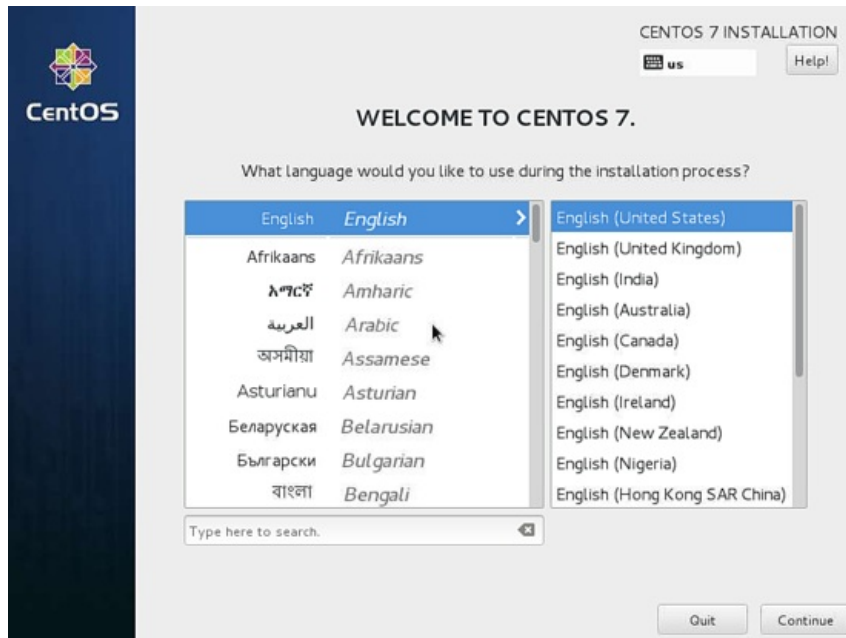 CENTOS 7 INSTALLATION
us
Help!
CentOS
WELCOME TO CENTOS 7.
What language would you like to use during the installation process?
English English
Afrikaans Afrikaans
አማርኛ Amharic
العربية Arabic
অসমীয়া Assamese
Asturianu Asturian
Беларуская Belarusian
Български Bulgarian
বাংলা Bengali
Type here to search.
English (United States)
English (United Kingdom)
English (India)
English (Australia)
English (Canada)
English (Denmark)
English (Ireland)
English (New Zealand)
English (Nigeria)
English (Hong Kong SAR China)
Quit
Continue